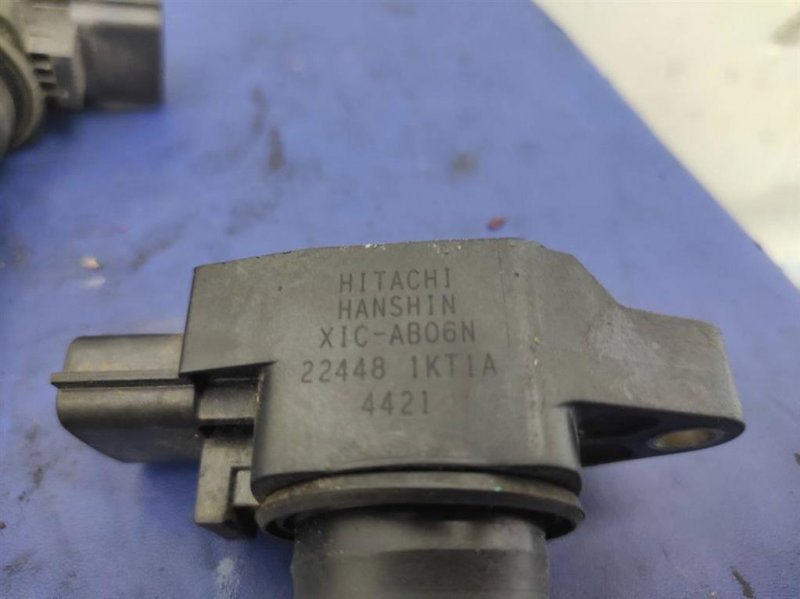 HITACHI
HANSHIN
XIC-AB06N
22448 1KT1A
4421